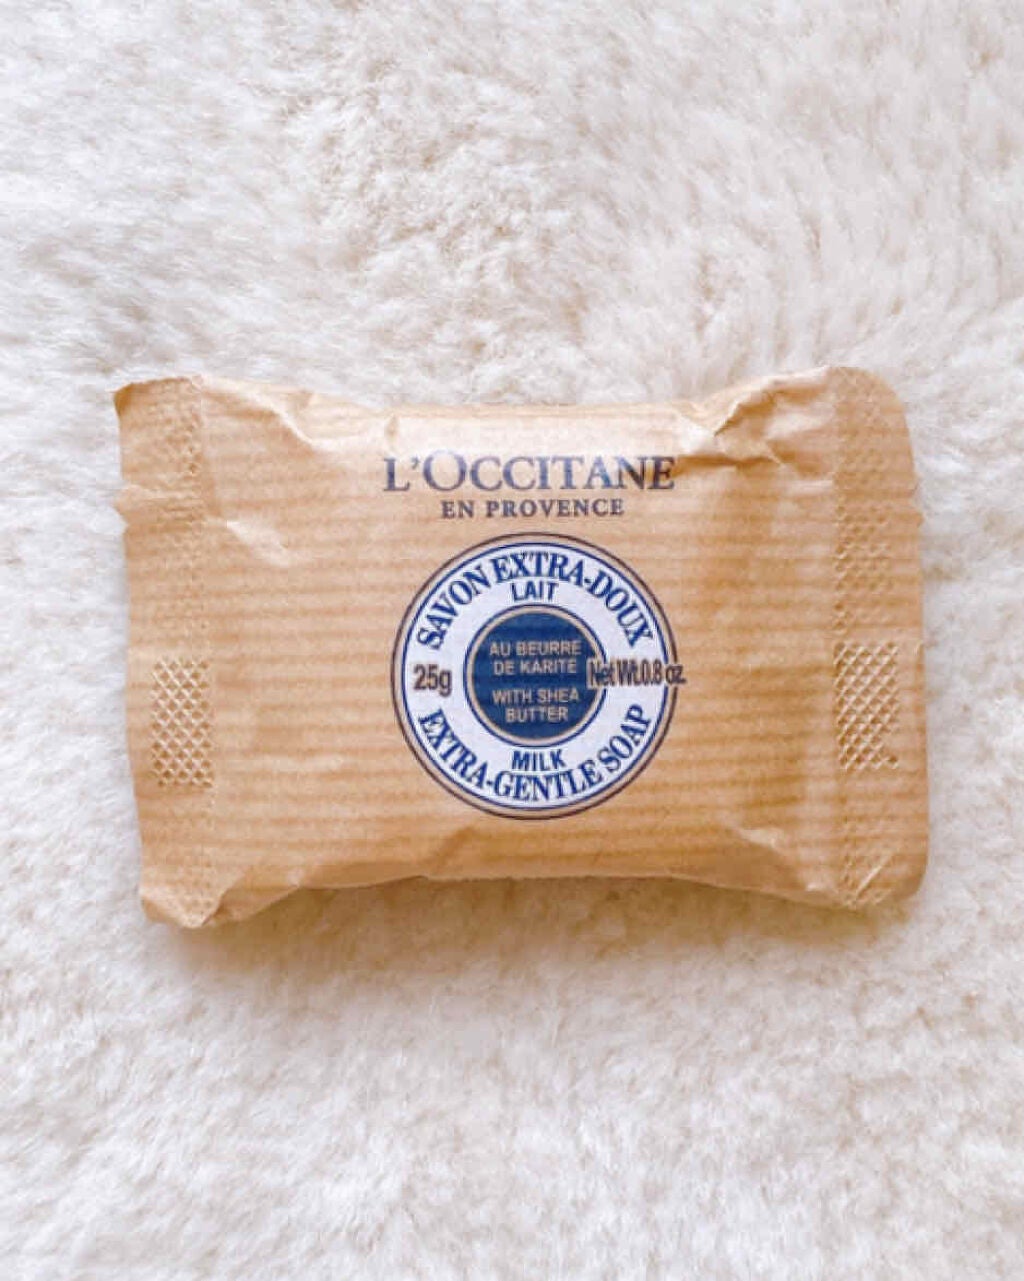 L'OCCITANE
EN PROVENCE
SAVON EXTRA-DOUX
LAIT
25g
AU BEURRE
DE KARITE
WITH SHEA
BUTTER
Net Wt.0.8 oz.
MILK
EXTRA-GENTLE SOAP